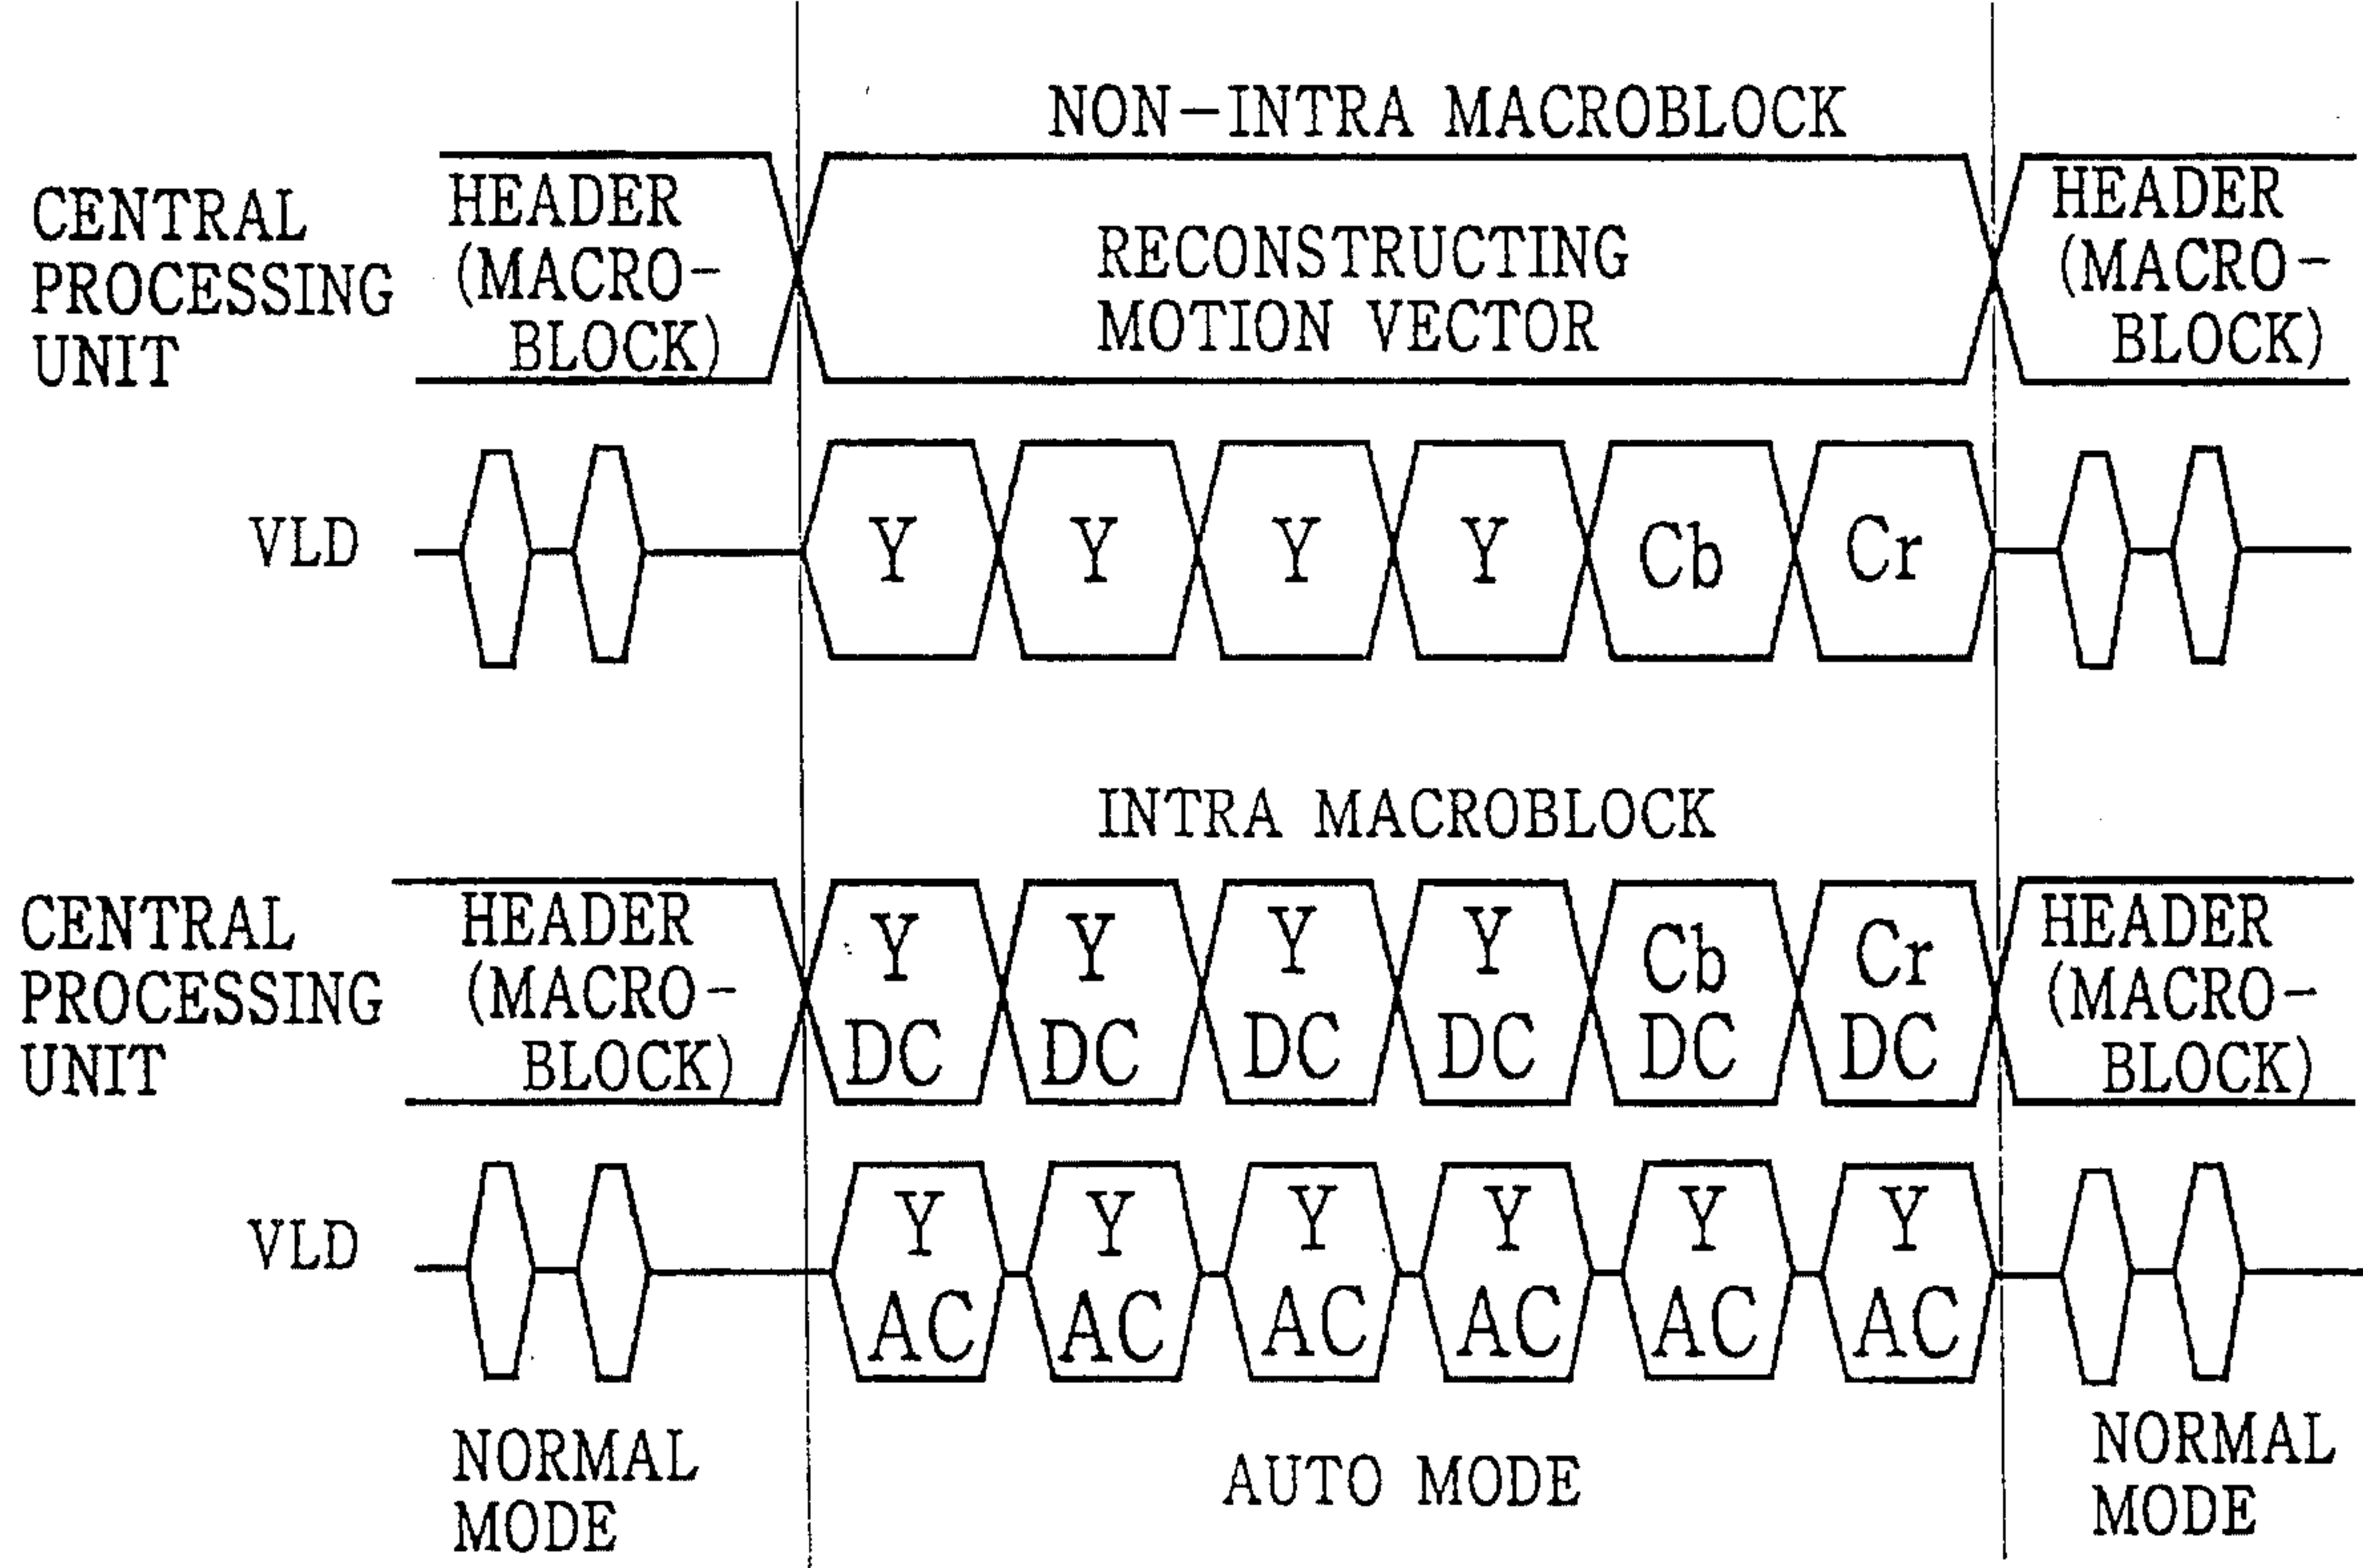 NON-INTRA MACROBLOCK
CENTRAL
PROCESSING
UNIT
HEADER
(MACRO-
BLOCK)
RECONSTRUCTING
MOTION VECTOR
HEADER
(MACRO-
BLOCK)
VLD
Y Y Y Y Cb Cr
INTRA MACROBLOCK
CENTRAL
PROCESSING
UNIT
HEADER
(MACRO-
BLOCK)
Y Y Y Y Cb Cr
DC DC DC DC DC DC
HEADER
(MACRO-
BLOCK)
VLD
Y Y Y Y Y Y
AC AC AC AC AC AC
NORMAL
MODE
AUTO MODE
NORMAL
MODE